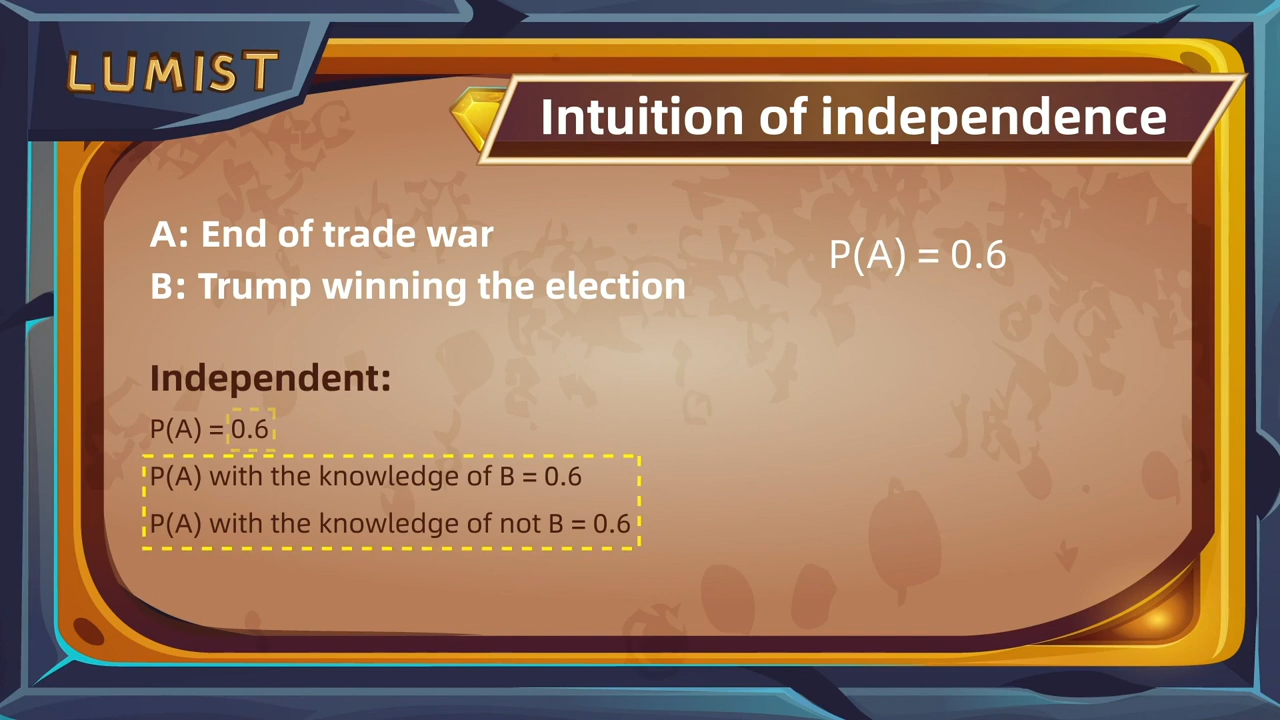 LUMIST
Intuition of independence
A: End of trade war
B: Trump winning the election
P(A) = 0.6
Independent:
P(A) = 0.6
P(A) with the knowledge of B = 0.6
P(A) with the knowledge of not B = 0.6